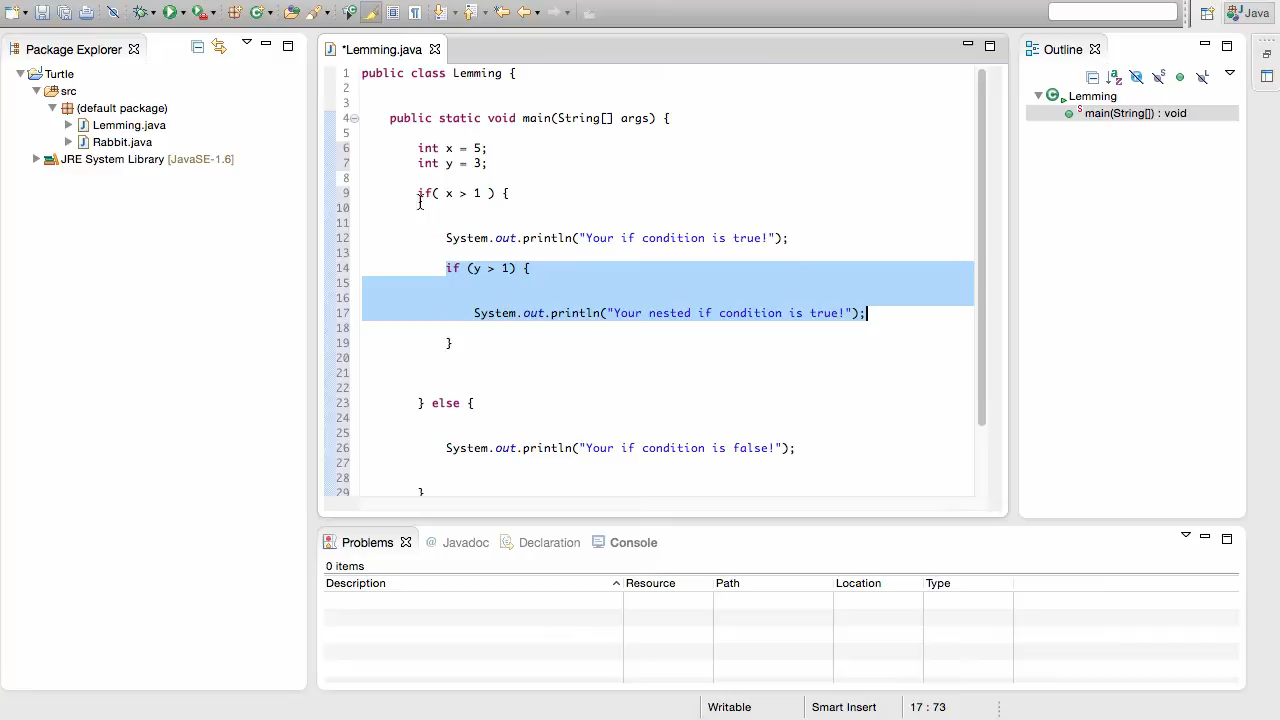 Java
Package Explorer
Turtle
src
(default package)
Lemming.java
Rabbit.java
JRE System Library [JavaSE-1.6]
*Lemming.java
1 public class Lemming {
2
3
4 public static void main(String[] args) {
5
6 int x = 5;
7 int y = 3;
8
9 if( x > 1 ) {
10
11
12 System.out.println("Your if condition is true!");
13
14 if (y > 1) {
15
16
17 System.out.println("Your nested if condition is true!");
18
19 }
20
21
22
23 } else {
24
25
26 System.out.println("Your if condition is false!");
27
28
29 }
Outline
Lemming
main(String[]) : void
Problems
Javadoc
Declaration
Console
0 items
Description Resource Path Location Type
Writable Smart Insert 17 : 73